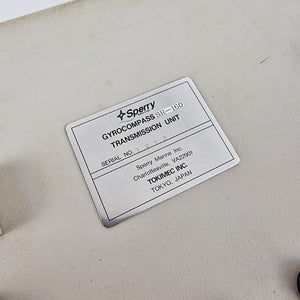 Sperry
GYROCOMPASS SR-160
TRANSMISSION UNIT
SERIAL NO.
Sperry Marine Inc.
Charlottesville, VA22901
TOKIMEC INC.
TOKYO, JAPAN